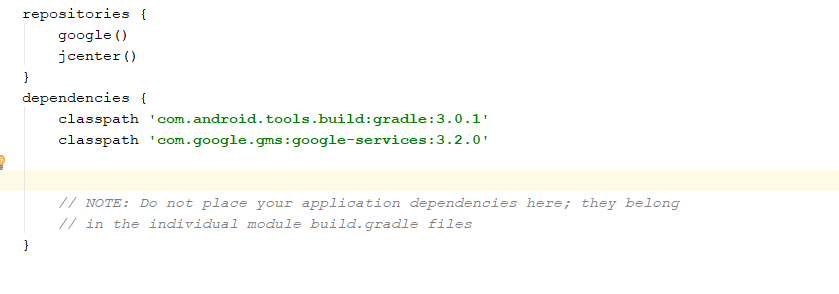 repositories {
    google()
    jcenter()
}
dependencies {
    classpath 'com.android.tools.build:gradle:3.0.1'
    classpath 'com.google.gms:google-services:3.2.0'
    // NOTE: Do not place your application dependencies here; they belong
    // in the individual module build.gradle files
}